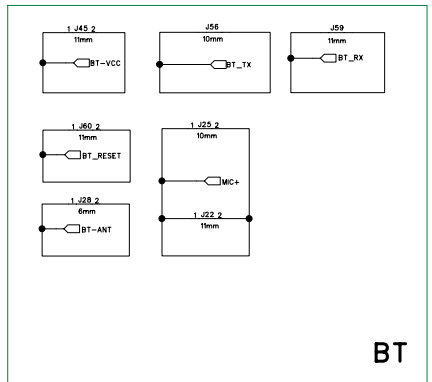 1 J45 2
11mm
BT-VCC
J56
10mm
BT_TX
J59
11mm
BT_RX
1 J60 2
11mm
BT_RESET
1 J25 2
10mm
MIC+
1 J22 2
11mm
1 J28 2
6mm
BT-ANT
BT